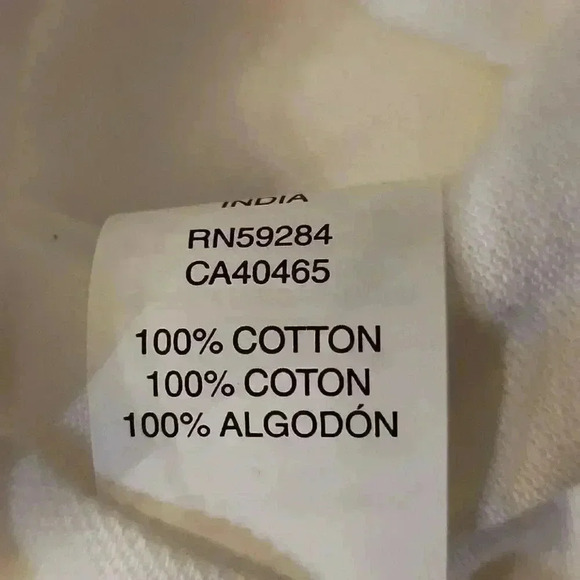 INDIA
RN59284
CA40465
100% COTTON
100% COTON
100% ALGODÓN